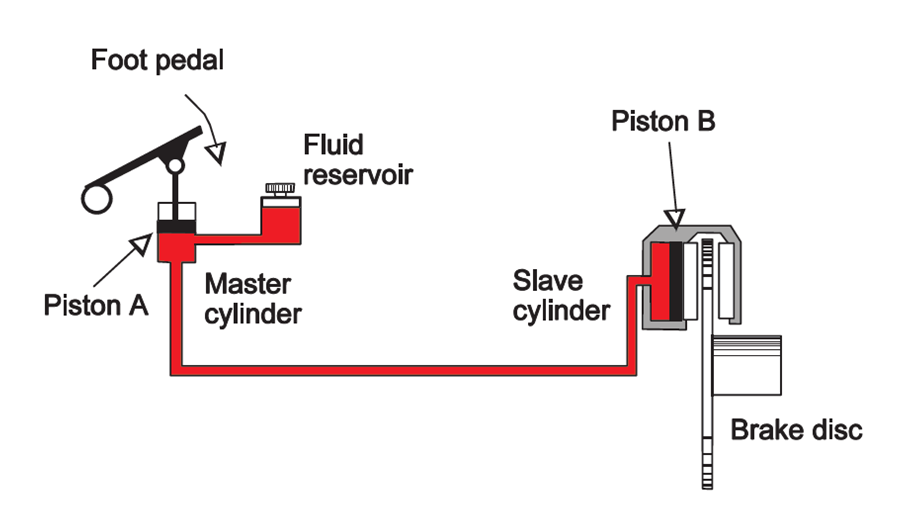 Foot pedal
Fluid
reservoir
Piston B
Piston A
Master
cylinder
Slave
cylinder
Brake disc